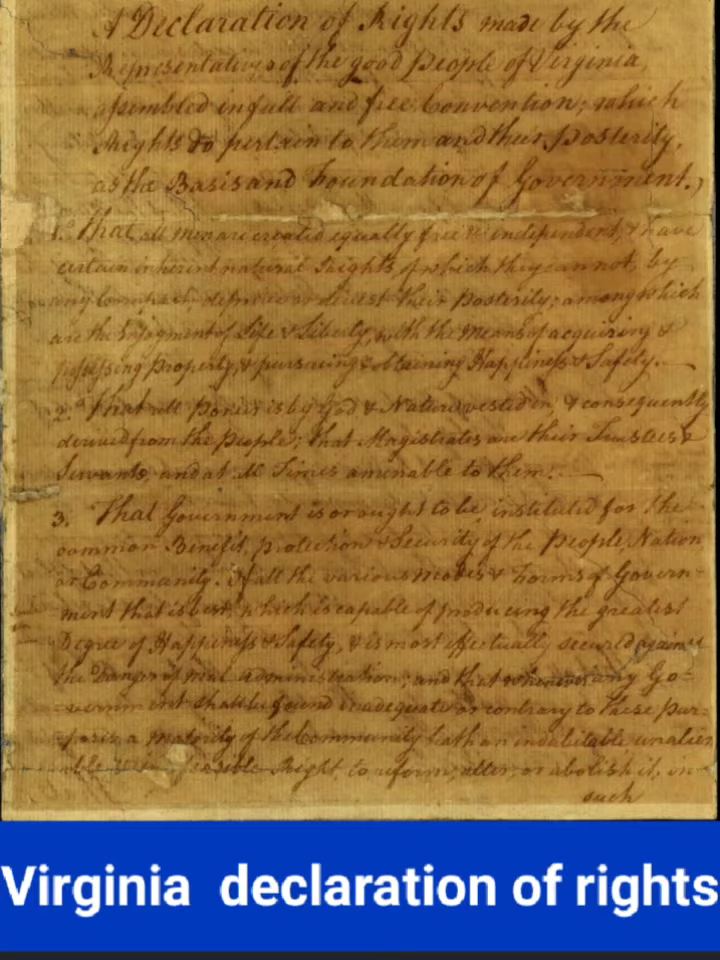 A Declaration of Rights made by the
Representatives of the good People of Virginia,
assembled in full and free Convention; which
Rights do pertain to them and their Posterity,
as the Basis and Foundation of Government.,
1. That all men are created equally free & independent, & have
certain inherent natural Rights, of which they cannot, by
any Compact, deprive or divest their Posterity; among which
are the Enjoyment of Life & Liberty, with the Means of acquiring &
possessing Property, & pursueing & obtaining Happiness & Safety.
2. That all Power is by God & Nature vested in, & consequently
derived from the People; that Magistrates are their Trustees &
Servants, and at all Times amenable to them.
3. That Government is or ought to be, instituted for the
common Benefit, Protection & Security of the People, Nation
or Community. Of all the various Modes & Forms of Govern-
ment that is best, which is capable of producing the greatest
Degree of Happiness & Safety, & is most effectually secured against
the Danger of mal-administration; and that whenever any Go-
=vernment shall be found inadequate or contrary to these Pur-
=poses, a Majority of the Community hath an indubitable, unalien
=able Right, to reform, alter, or abolish it, in
such
Virginia declaration of rights